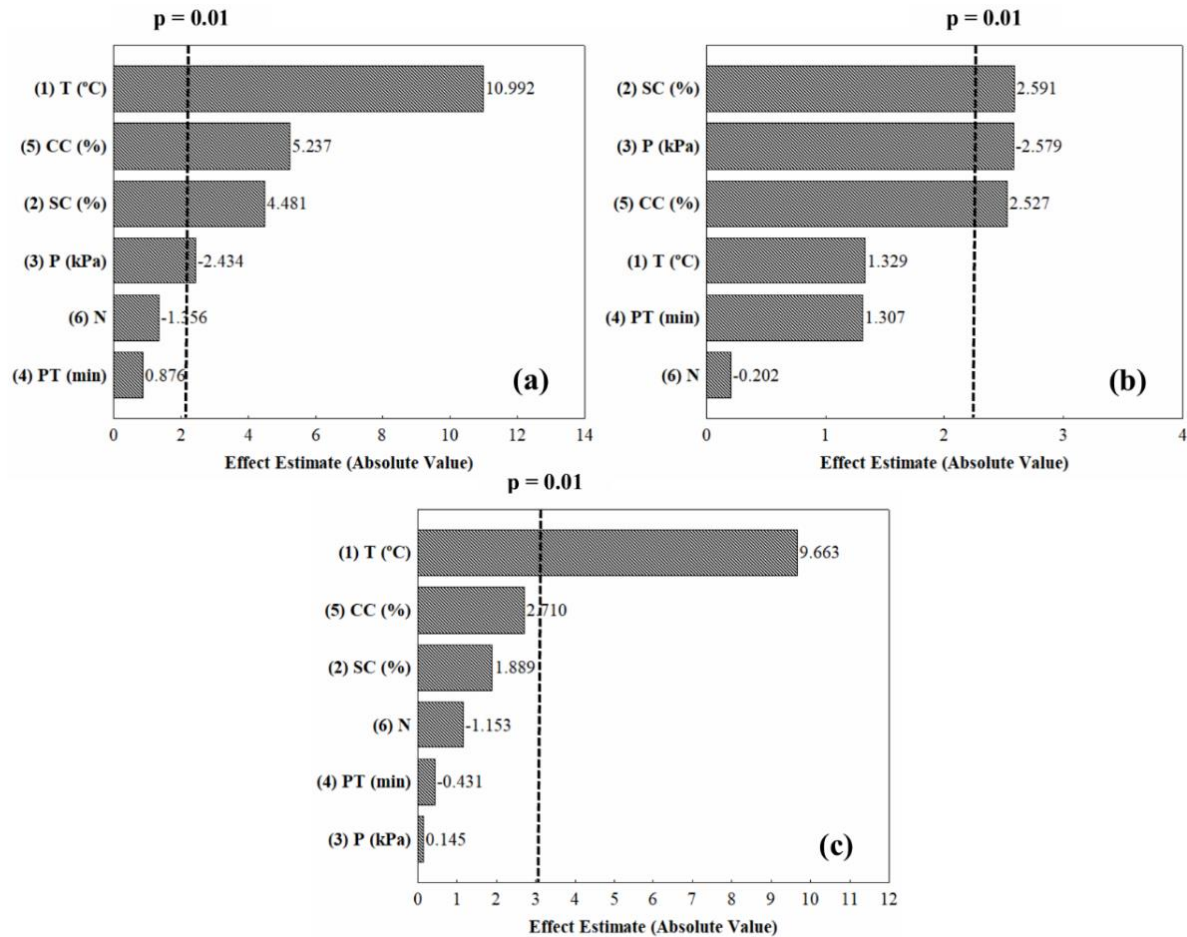 p = 0.01
(1) T (ºC)
10.992
(5) CC (%)
5.237
(2) SC (%)
4.481
(3) P (kPa)
-2.434
(6) N
-1.356
(4) PT (min)
0.876
(a)
0 2 4 6 8 10 12 14
Effect Estimate (Absolute Value)
p = 0.01
(2) SC (%)
2.591
(3) P (kPa)
-2.579
(5) CC (%)
2.527
(1) T (ºC)
1.329
(4) PT (min)
1.307
(6) N
-0.202
(b)
0 1 2 3 4
Effect Estimate (Absolute Value)
p = 0.01
(1) T (ºC)
9.663
(5) CC (%)
2.710
(2) SC (%)
1.889
(6) N
-1.153
(4) PT (min)
-0.431
(3) P (kPa)
0.145
(c)
0 1 2 3 4 5 6 7 8 9 10 11 12
Effect Estimate (Absolute Value)